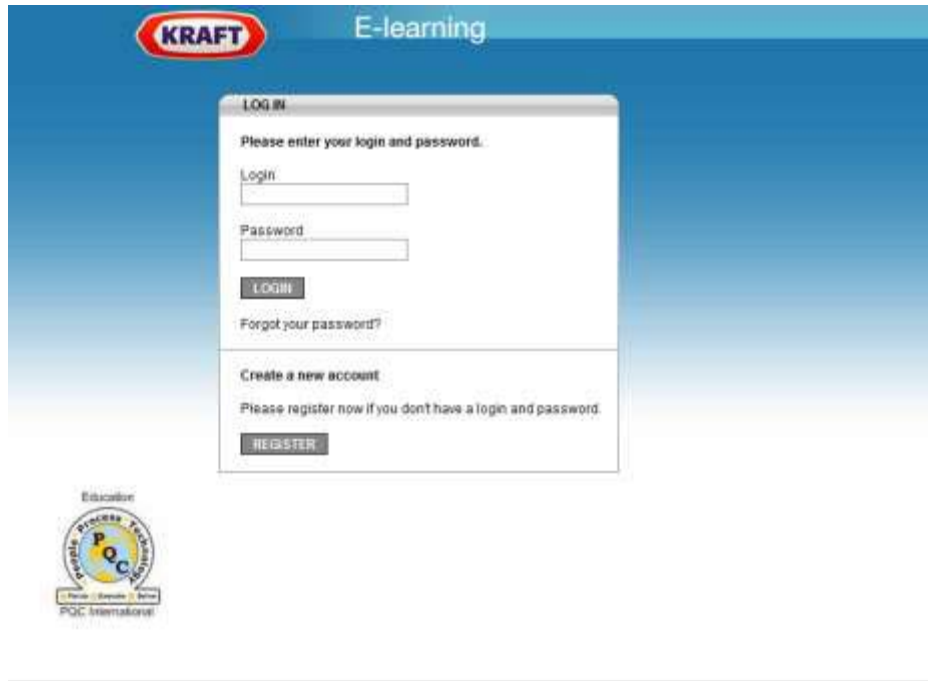 KRAFT
E-learning
LOG IN
Please enter your login and password.
Login
Password
LOGIN
Forgot your password?
Create a new account
Please register now if you don't have a login and password.
REGISTER
Education
People Process Technology
PQC
PQC International